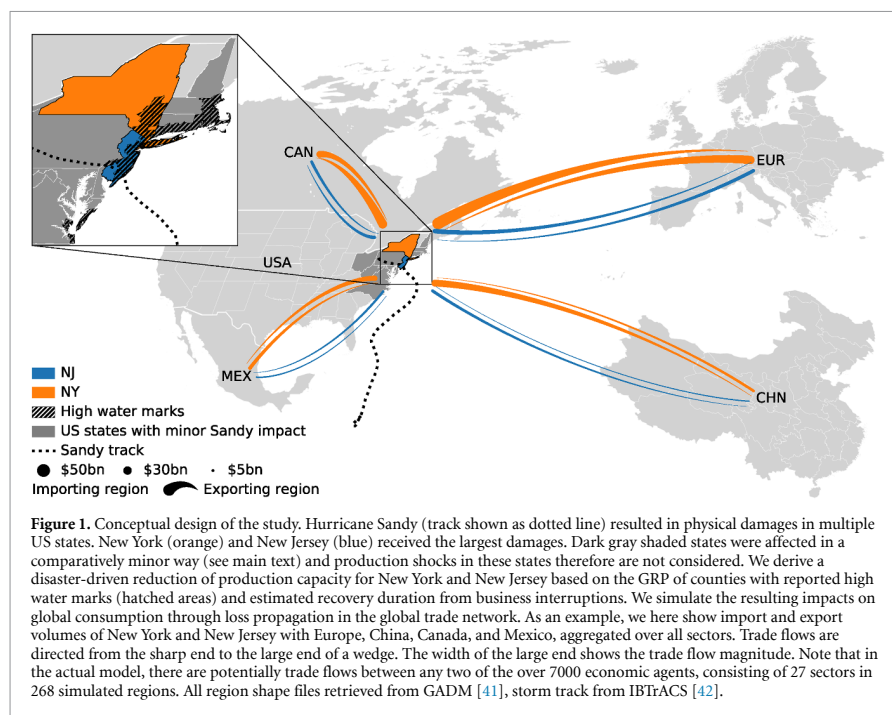 CAN
EUR
USA
MEX
CHN
NJ
NY
High water marks
US states with minor Sandy impact
Sandy track
$50bn $30bn $5bn
Importing region Exporting region
Figure 1. Conceptual design of the study. Hurricane Sandy (track shown as dotted line) resulted in physical damages in multiple
US states. New York (orange) and New Jersey (blue) received the largest damages. Dark gray shaded states were affected in a
comparatively minor way (see main text) and production shocks in these states therefore are not considered. We derive a
disaster-driven reduction of production capacity for New York and New Jersey based on the GRP of counties with reported high
water marks (hatched areas) and estimated recovery duration from business interruptions. We simulate the resulting impacts on
global consumption through loss propagation in the global trade network. As an example, we here show import and export
volumes of New York and New Jersey with Europe, China, Canada, and Mexico, aggregated over all sectors. Trade flows are
directed from the sharp end to the large end of a wedge. The width of the large end shows the trade flow magnitude. Note that in
the actual model, there are potentially trade flows between any two of the over 7000 economic agents, consisting of 27 sectors in
268 simulated regions. All region shape files retrieved from GADM [41], storm track from IBTrACS [42].